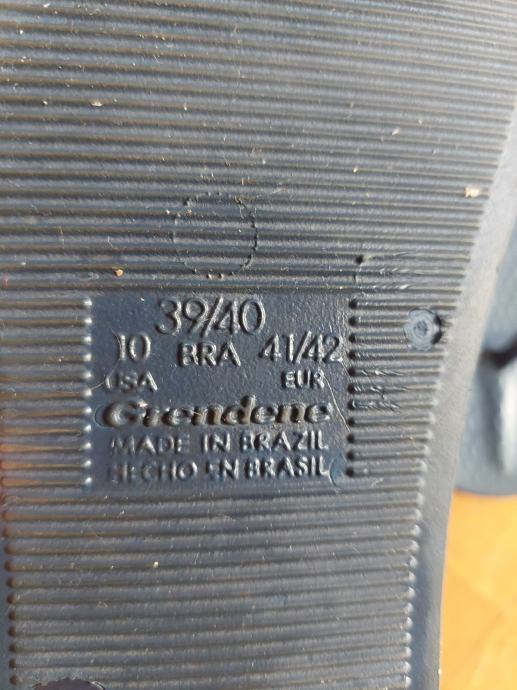 39/40
10 BRA 41/42
USA EUR
Grendene
MADE IN BRAZIL
HECHO EN BRASIL